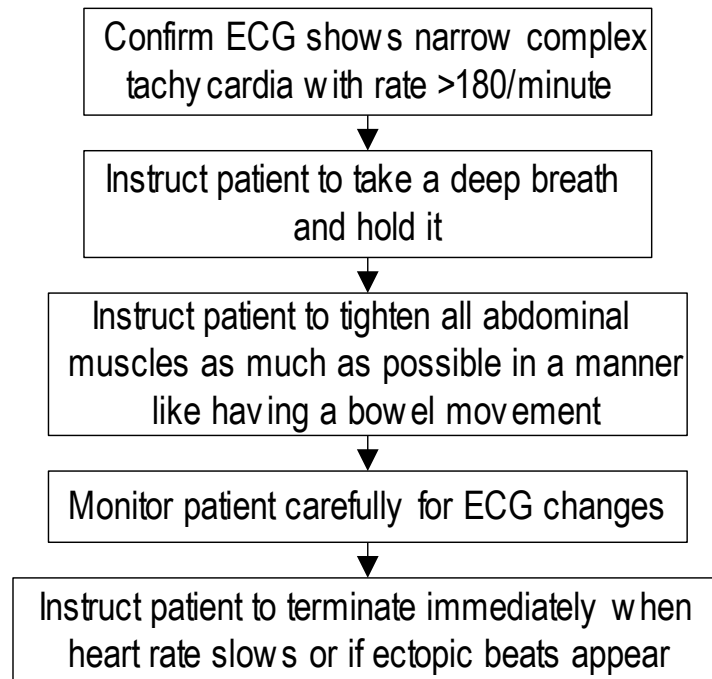 Confirm ECG shows narrow complex
tachycardia with rate >180/minute
Instruct patient to take a deep breath
and hold it
Instruct patient to tighten all abdominal
muscles as much as possible in a manner
like having a bowel movement
Monitor patient carefully for ECG changes
Instruct patient to terminate immediately when
heart rate slows or if ectopic beats appear